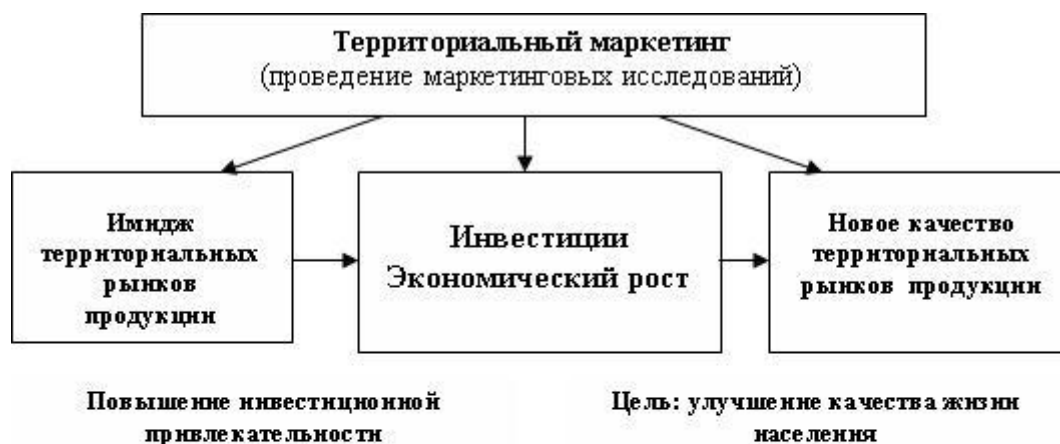 Территориальный маркетинг
(проведение маркетинговых исследований)
Имидж
территориальных
рынков
продукции
Инвестиции
Экономический рост
Новое качество
территориальных
рынков продукции
Повышение инвестиционной
привлекательности
Цель: улучшение качества жизни
населения